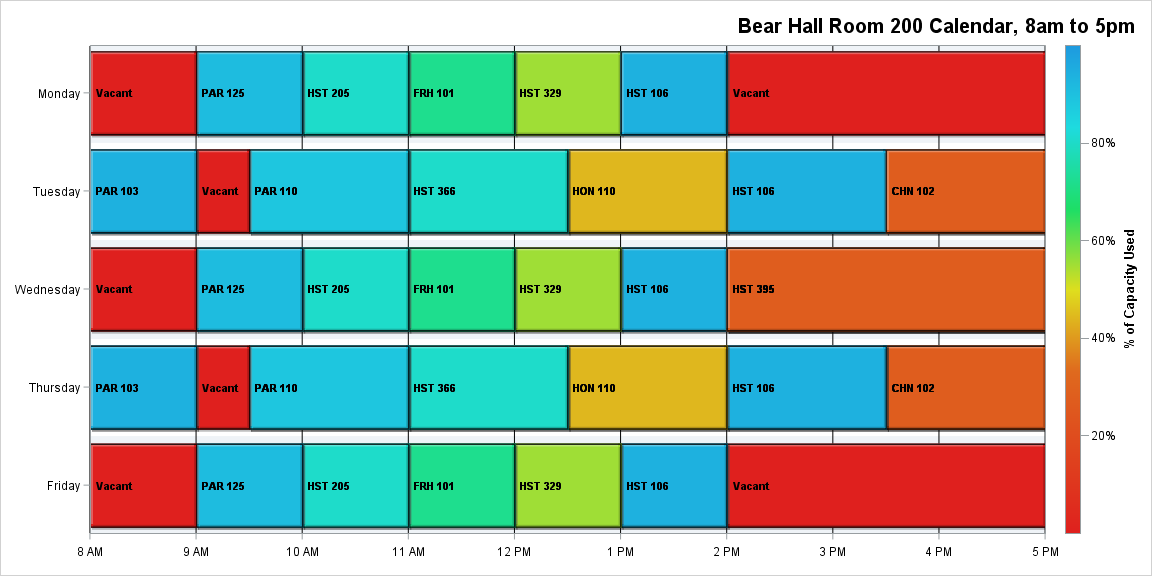 Bear Hall Room 200 Calendar, 8am to 5pm
Monday
Vacant
PAR 125
HST 205
FRH 101
HST 329
HST 106
Vacant
Tuesday
PAR 103
Vacant
PAR 110
HST 366
HON 110
HST 106
CHN 102
Wednesday
Vacant
PAR 125
HST 205
FRH 101
HST 329
HST 106
HST 395
Thursday
PAR 103
Vacant
PAR 110
HST 366
HON 110
HST 106
CHN 102
Friday
Vacant
PAR 125
HST 205
FRH 101
HST 329
HST 106
Vacant
8 AM
9 AM
10 AM
11 AM
12 PM
1 PM
2 PM
3 PM
4 PM
5 PM
80%
60%
40%
20%
% of Capacity Used